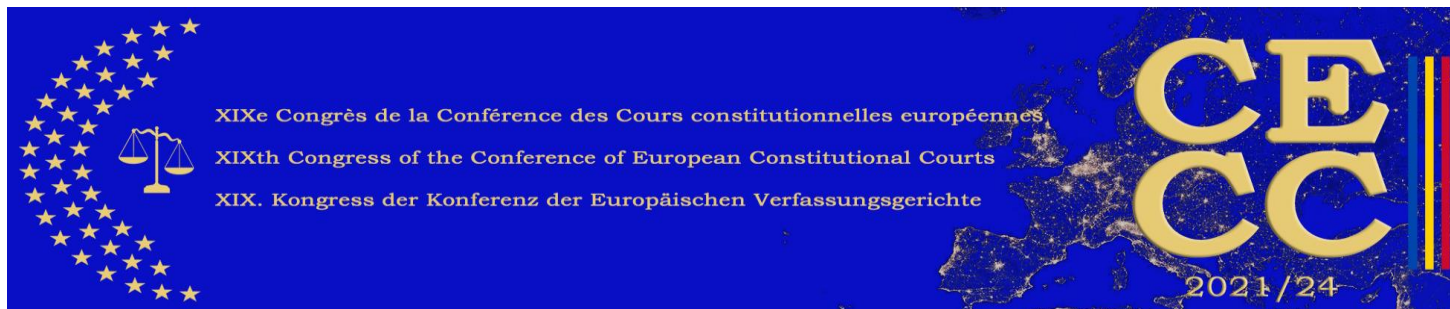 XIXe Congrès de la Conférence des Cours constitutionnelles européennes
XIXth Congress of the Conference of European Constitutional Courts
XIX. Kongress der Konferenz der Europäischen Verfassungsgerichte
CE
CC
2021/24